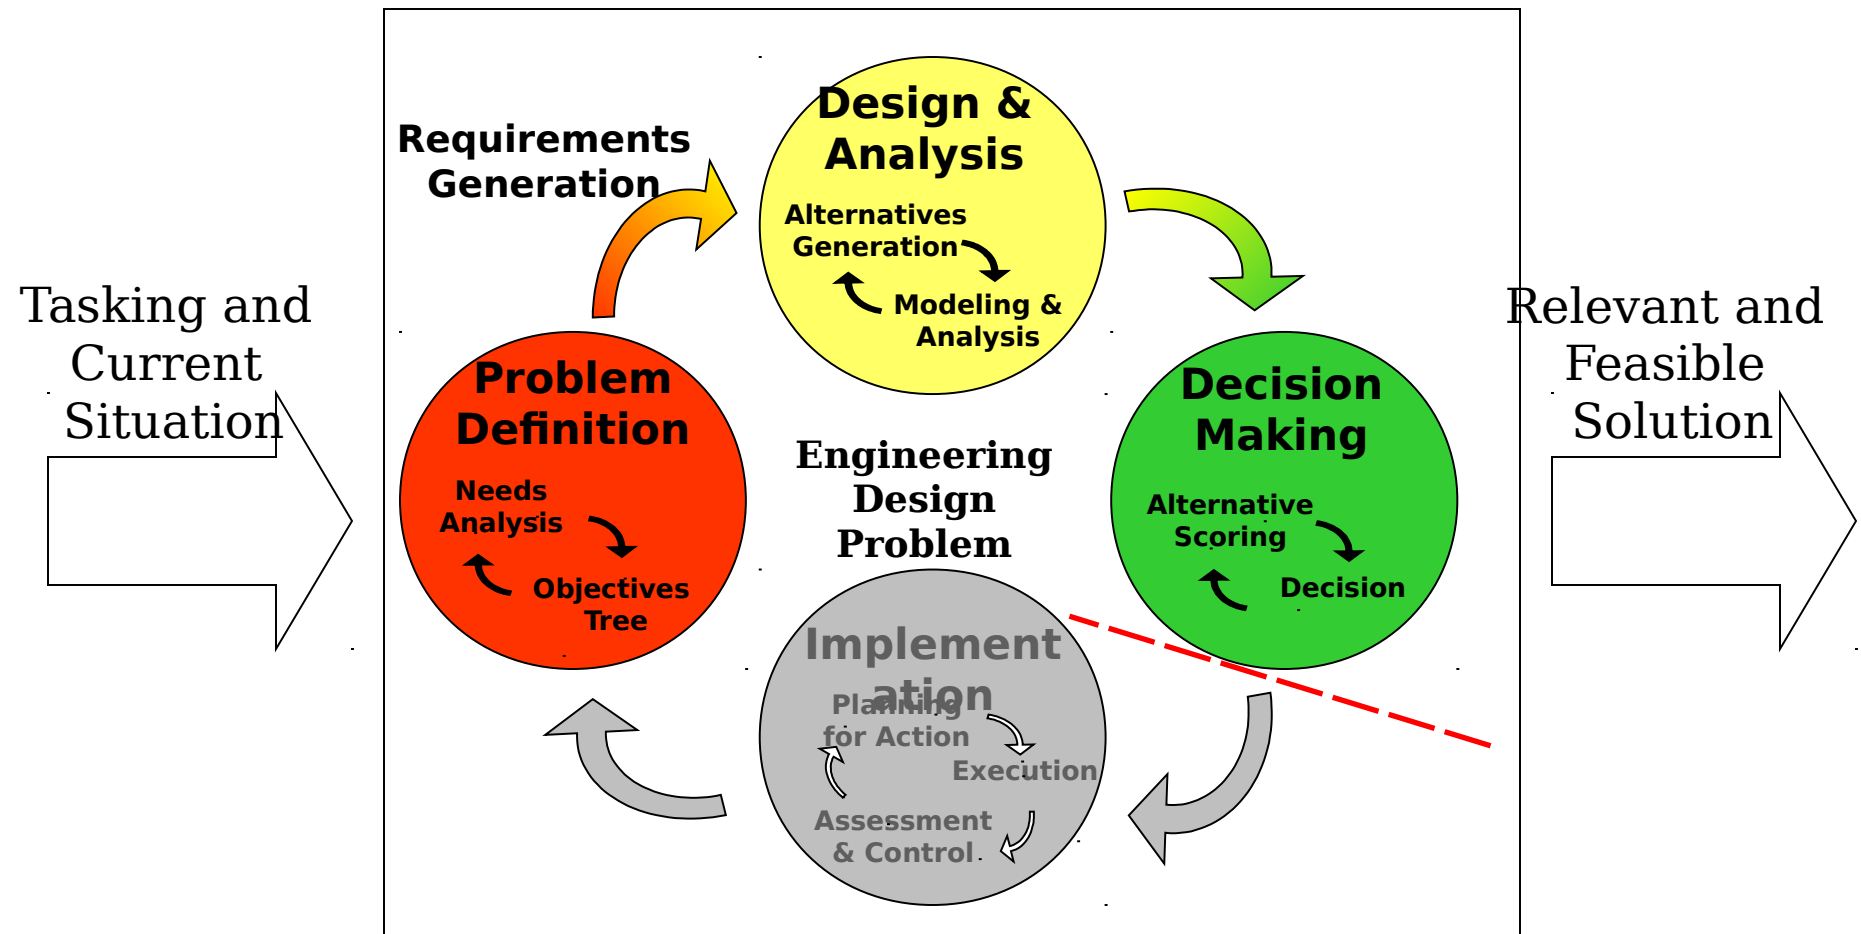 Tasking and
Current
Situation
Requirements
Generation
Design &
Analysis
Alternatives
Generation
Modeling &
Analysis
Problem
Definition
Needs
Analysis
Objectives
Tree
Engineering
Design
Problem
Decision
Making
Alternative
Scoring
Decision
Implement
ation
Planning
for Action
Execution
Assessment
& Control
Relevant and
Feasible
Solution